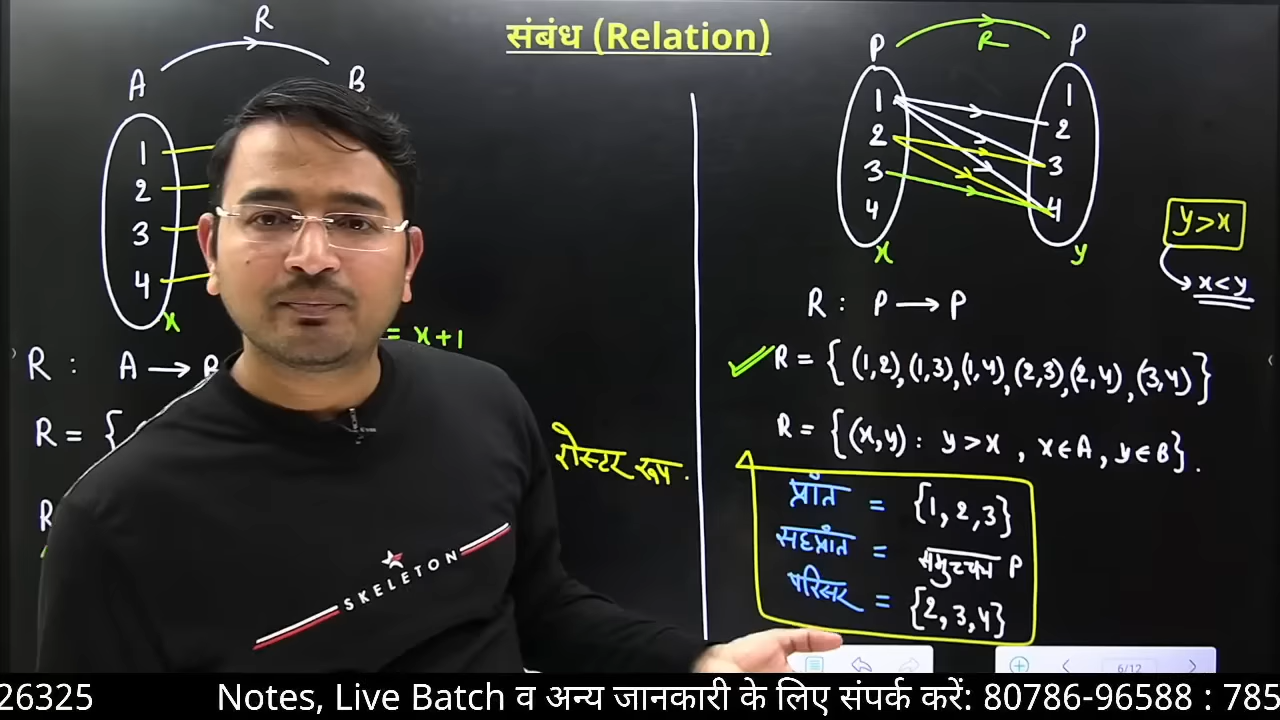 संबंध (Relation)
R
A
B
1
2
3
4
x
= x+1
R : A → B
R = {
R
रोस्टर रूप .
R
P
P
1
2
3
4
1
2
3
4
x
y
y>x
x<y
R : P → P
R = { (1,2), (1,3), (1,4), (2,3), (2,4), (3,4) }
R = {(x,y) : y>x , x∈A, y∈B}.
प्रांत = {1, 2, 3}
सहप्रांत = समुच्चय P
परिसर = {2, 3, 4}
SKELETON
6/12
26325 Notes, Live Batch व अन्य जानकारी के लिए संपर्क करें: 80786-96588 : 785